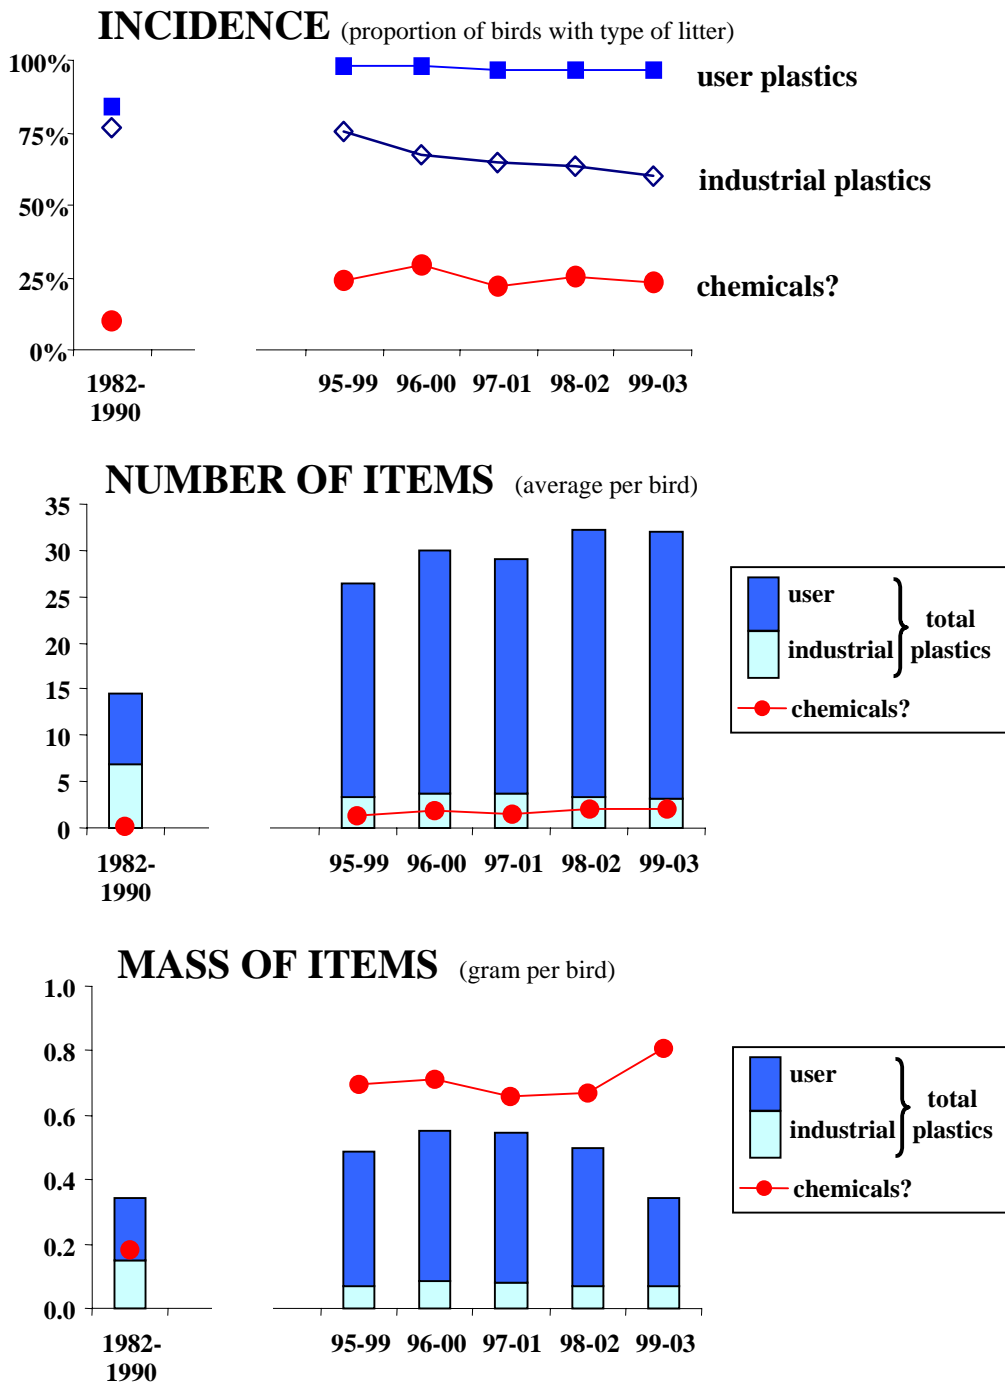 INCIDENCE (proportion of birds with type of litter)
100%
75%
50%
25%
0%
user plastics
industrial plastics
chemicals?
1982-
1990
95-99 96-00 97-01 98-02 99-03
NUMBER OF ITEMS (average per bird)
35
30
25
20
15
10
5
0
user
industrial
total
plastics
chemicals?
1982-
1990
95-99 96-00 97-01 98-02 99-03
MASS OF ITEMS (gram per bird)
1.0
0.8
0.6
0.4
0.2
0.0
user
industrial
total
plastics
chemicals?
1982-
1990
95-99 96-00 97-01 98-02 99-03